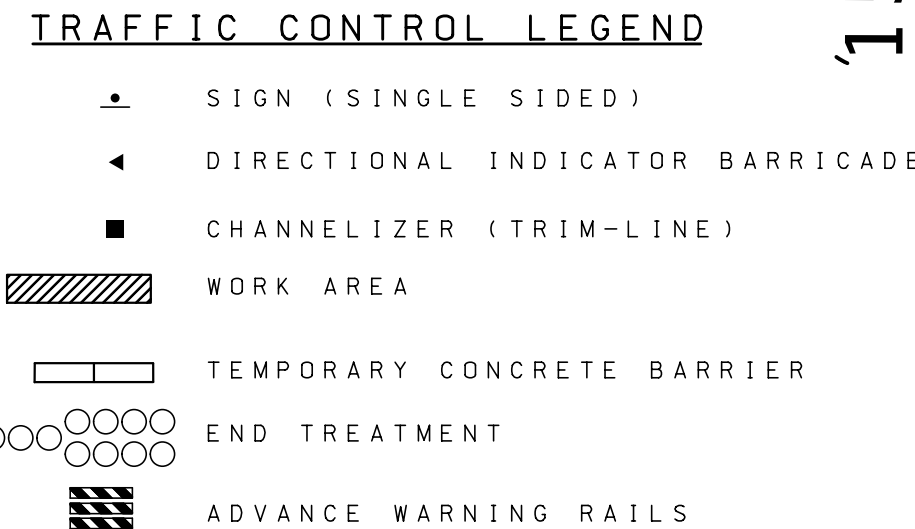 TRAFFIC CONTROL LEGEND
SIGN (SINGLE SIDED)
DIRECTIONAL INDICATOR BARRICADE
CHANNELIZER (TRIM-LINE)
WORK AREA
TEMPORARY CONCRETE BARRIER
END TREATMENT
ADVANCE WARNING RAILS